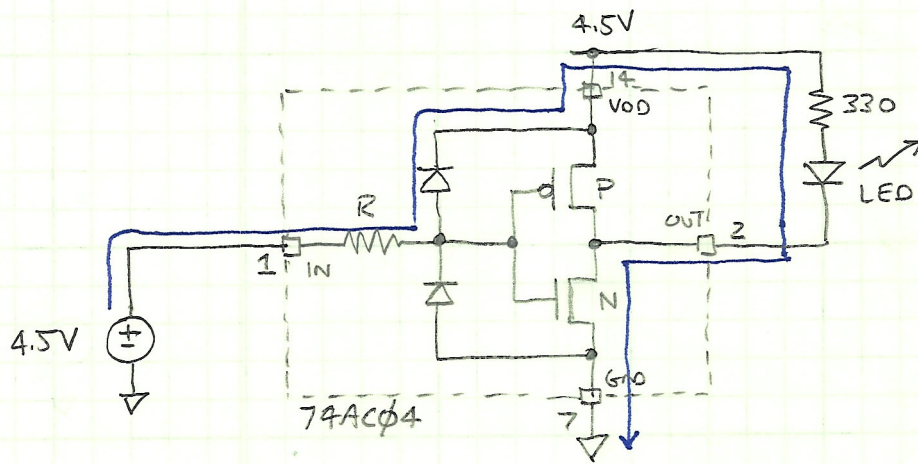 4.5V
14
VDD
330
P
LED
R
OUT
2
1
IN
N
4.5V
±
GND
74ACØ4
7